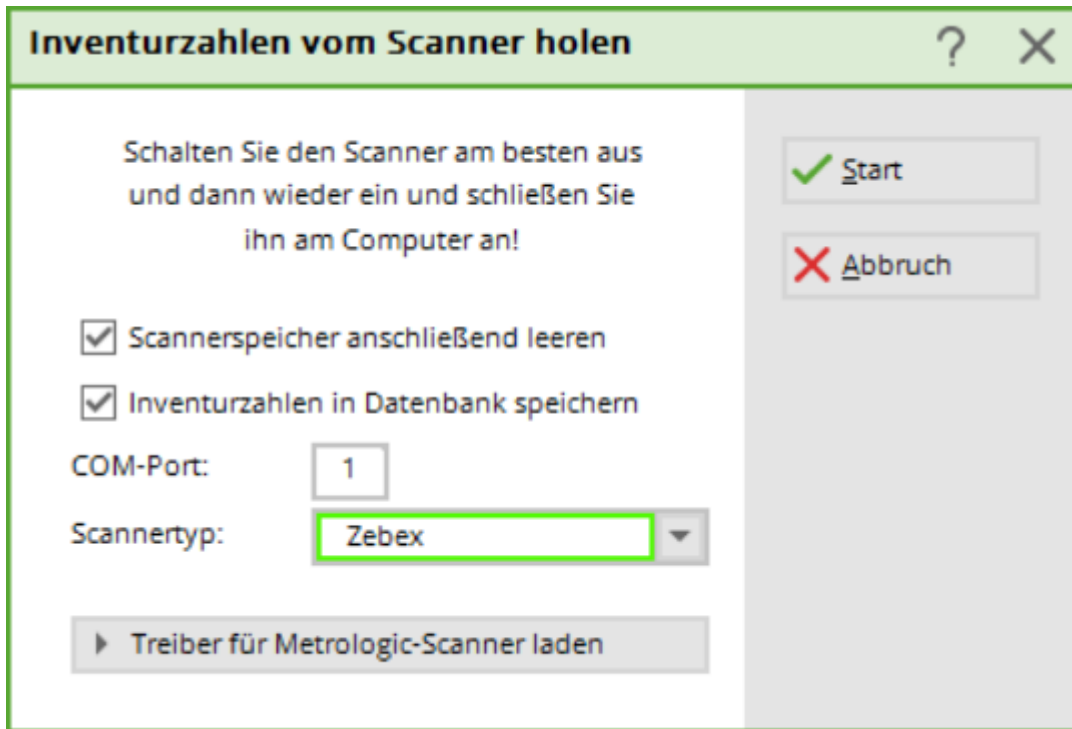 Inventurzahlen vom Scanner holen ?
Schalten Sie den Scanner am besten aus
und dann wieder ein und schließen Sie
ihn am Computer an!
Scannerspeicher anschließend leeren
Inventurzahlen in Datenbank speichern
COM-Port: 1
Scannertyp: Zebex
Treiber für Metrologic-Scanner laden
Start
Abbruch